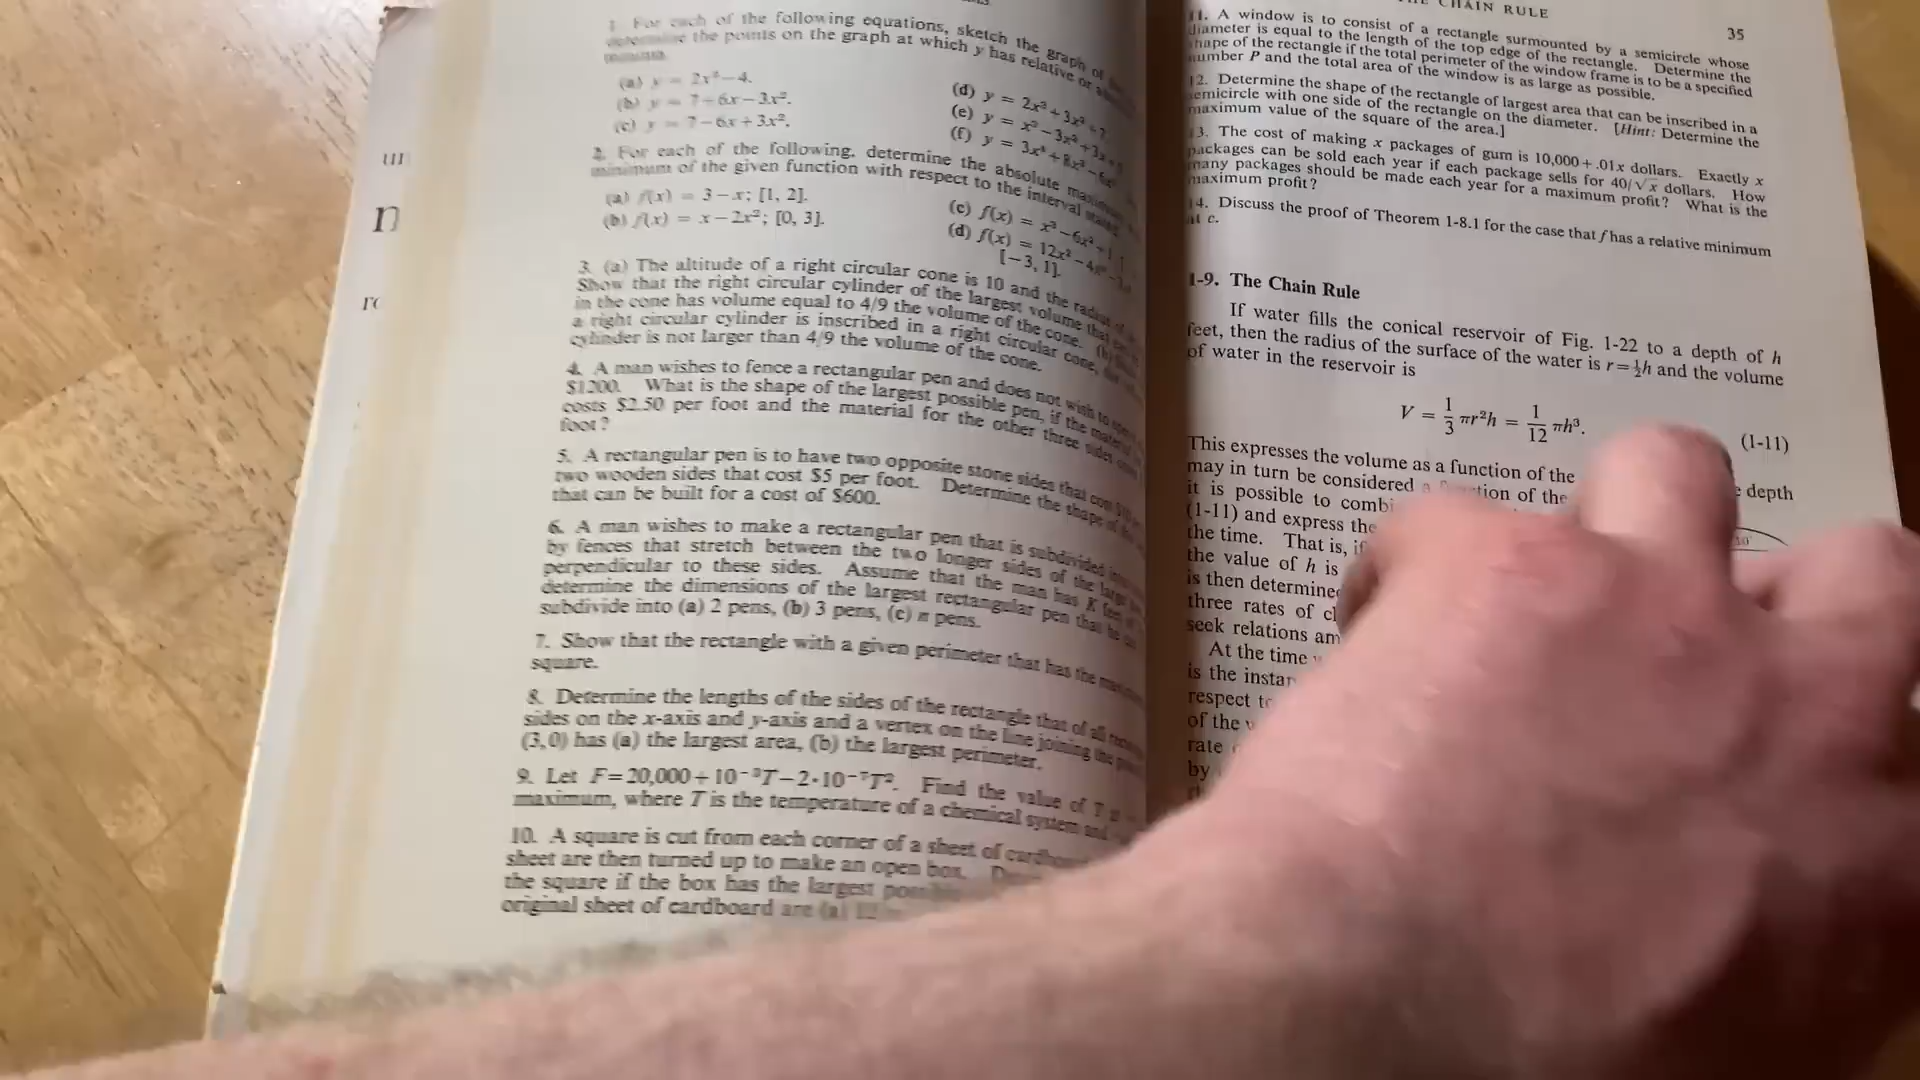 1. For each of the following equations, sketch the graph of
determine the points on the graph at which y has relative or
(a) y = 2x²−4.
(b) y = 7−6x−3x².
(c) y = 7−6x+3x².
(d) y = 2x³+3x²+
(e) y = x³−3x²+3x+
(f) y = 3x⁴+8x³−6x²
2. For each of the following, determine the absolute
minimum of the given function with respect to the interval
(a) f(x) = 3−x; [1, 2].
(b) f(x) = x−2x²; [0, 3].
(c) f(x) = x³−6x²+1
(d) f(x) = 12x²−4x³
[−3, 1].
3. (a) The altitude of a right circular cone is 10 and the radius of
Show that the right circular cylinder of the largest volume that
in the cone has volume equal to 4/9 the volume of the cone. (b)
a right circular cylinder is inscribed in a right circular cone,
cylinder is not larger than 4/9 the volume of the cone.
4. A man wishes to fence a rectangular pen and does not wish to
$1200. What is the shape of the largest possible pen, if the material
costs $2.50 per foot and the material for the other three sides costs
foot?
5. A rectangular pen is to have two opposite stone sides that cost
two wooden sides that cost $5 per foot. Determine the shape of
that can be built for a cost of $600.
6. A man wishes to make a rectangular pen that is subdivided
by fences that stretch between the two longer sides of the large
perpendicular to these sides. Assume that the man has K feet
determine the dimensions of the largest rectangular pen that he
subdivide into (a) 2 pens, (b) 3 pens, (c) n pens.
7. Show that the rectangle with a given perimeter that has the
square.
8. Determine the lengths of the sides of the rectangle that of all
sides on the x-axis and y-axis and a vertex on the line joining the
(3,0) has (a) the largest area, (b) the largest perimeter.
9. Let F=20,000+10⁻³T−2·10⁻⁷T². Find the value of T
maximum, where T is the temperature of a chemical system and
10. A square is cut from each corner of a sheet of cardboard
sheet are then turned up to make an open box.
the square if the box has the largest
original sheet of cardboard are (a) 12
CHAIN RULE
35
11. A window is to consist of a rectangle surmounted by a semicircle whose
diameter is equal to the length of the top edge of the rectangle. Determine the
shape of the rectangle if the total perimeter of the window frame is to be a specified
number P and the total area of the window is as large as possible.
12. Determine the shape of the rectangle of largest area that can be inscribed in a
semicircle with one side of the rectangle on the diameter. [Hint: Determine the
maximum value of the square of the area.]
13. The cost of making x packages of gum is 10,000+.01x dollars. Exactly x
packages can be sold each year if each package sells for 40/√x dollars. How
many packages should be made each year for a maximum profit? What is the
maximum profit?
14. Discuss the proof of Theorem 1-8.1 for the case that f has a relative minimum
at c.
1-9. The Chain Rule
If water fills the conical reservoir of Fig. 1-22 to a depth of h
feet, then the radius of the surface of the water is r=½h and the volume
of water in the reservoir is
V = 1/3 πr²h = 1/12 πh³.
(1-11)
This expresses the volume as a function of the
depth
may in turn be considered a function of the
it is possible to
(1-11) and express the
the time. That is, if
the value of h is
is then determined
three rates of
seek relations
At the time
is the
respect
of the
rate
by
10